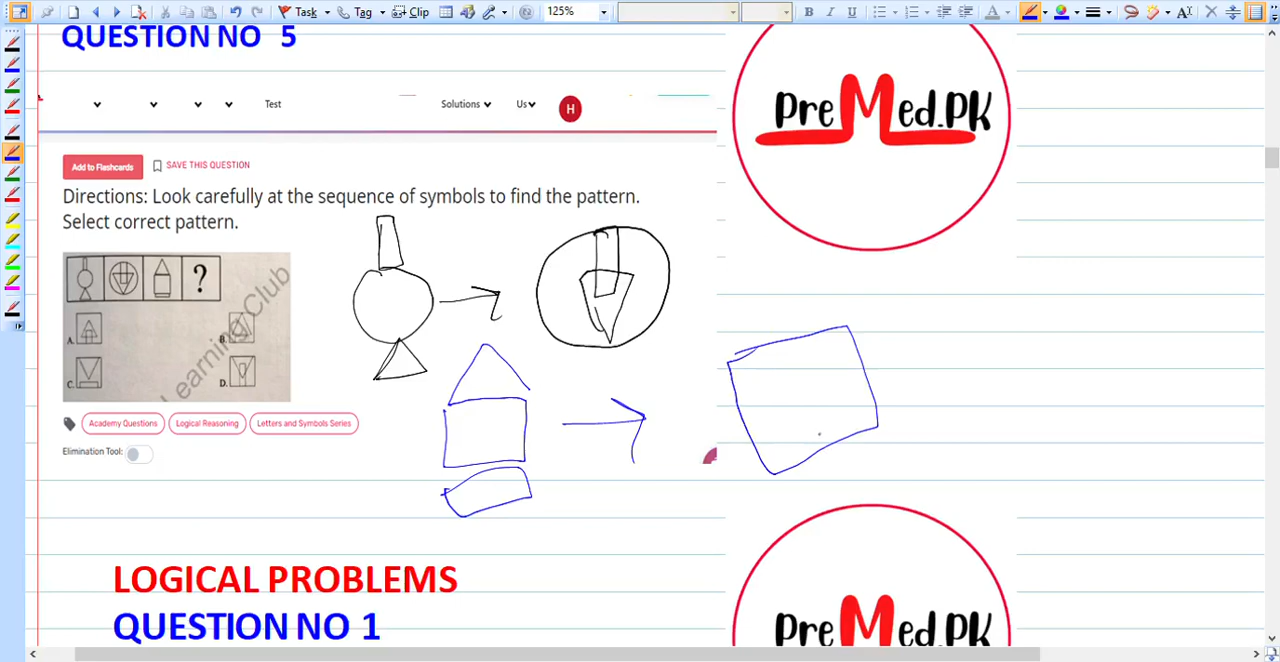 Task
Tag
Clip
125%
B I U
QUESTION NO 5
Test
Solutions
Us
H
PreMed.PK
Add to Flashcards
SAVE THIS QUESTION
Directions: Look carefully at the sequence of symbols to find the pattern.
Select correct pattern.
?
A.
B.
C.
D.
Learning Club
Academy Questions
Logical Reasoning
Letters and Symbols Series
Elimination Tool:
LOGICAL PROBLEMS
QUESTION NO 1
PreMed.PK